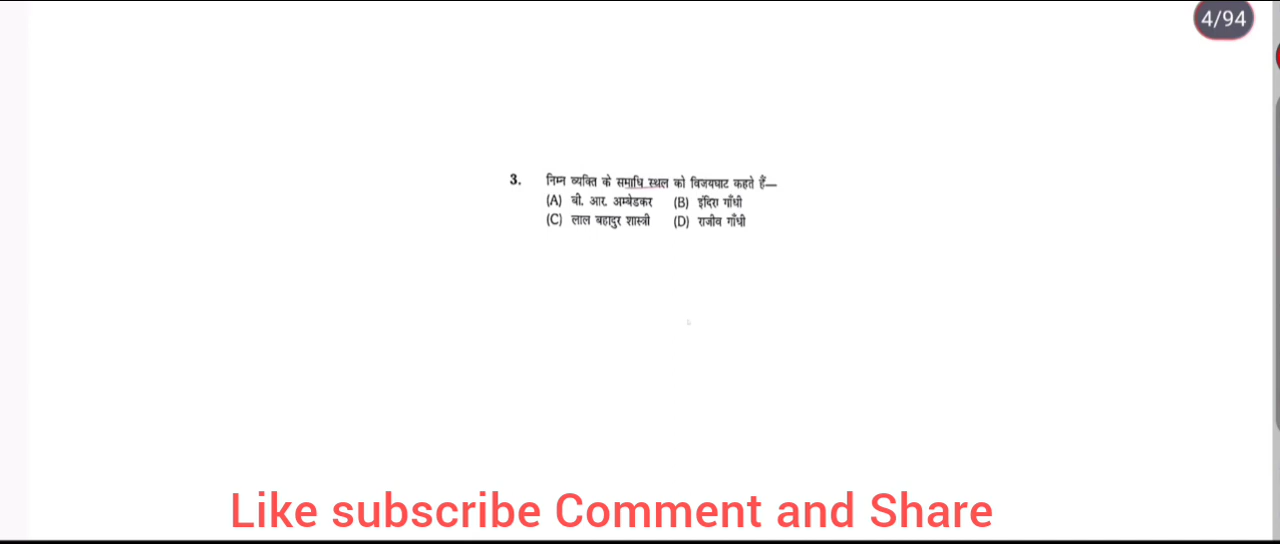 4/94
3. निम्न व्यक्ति के समाधि स्थल को विजयघाट कहते हैं—
(A) बी. आर. अम्बेडकर (B) इंदिरा गाँधी
(C) लाल बहादुर शास्त्री (D) राजीव गाँधी
Like subscribe Comment and Share